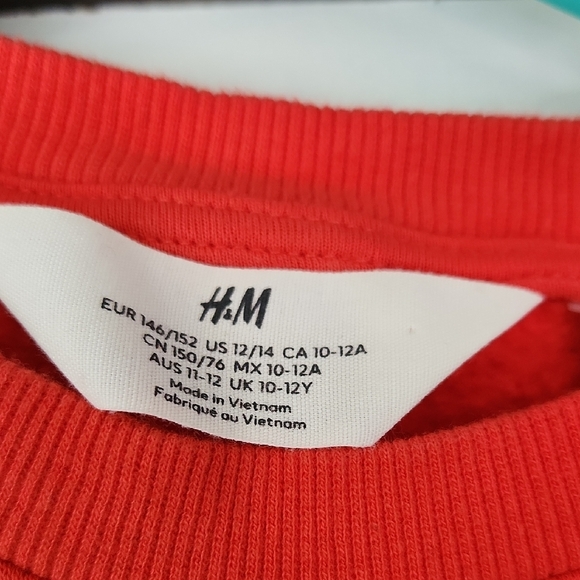 H&M
EUR 146/152 US 12/14 CA 10-12A
CN 150/76 MX 10-12A
AUS 11-12 UK 10-12Y
Made in Vietnam
Fabriqué au Vietnam